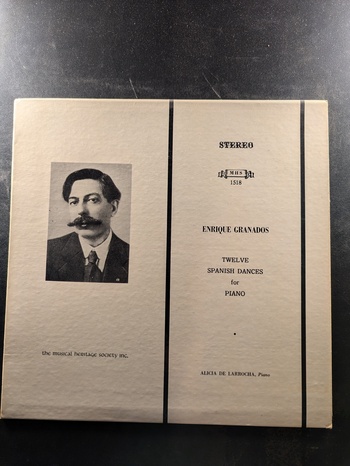 STEREO
MHS
1518
ENRIQUE GRANADOS
TWELVE
SPANISH DANCES
for
PIANO
the musical heritage society inc.
ALICIA DE LARROCHA, Piano